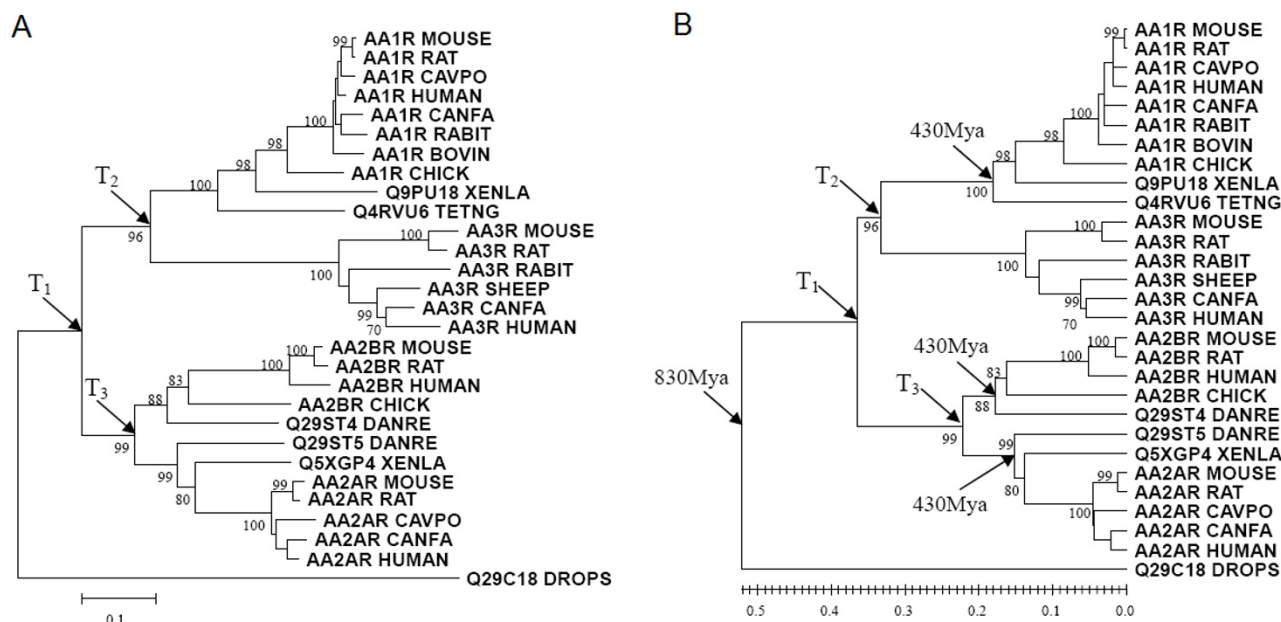 A
99 AA1R MOUSE
AA1R RAT
AA1R CAVPO
AA1R HUMAN
AA1R CANFA
100
AA1R RABIT
98
AA1R BOVIN
98
AA1R CHICK
T2
100
Q9PU18 XENLA
Q4RVU6 TETNG
96
100 AA3R MOUSE
AA3R RAT
100
AA3R RABIT
AA3R SHEEP
T1
99 AA3R CANFA
70 AA3R HUMAN
100 AA2BR MOUSE
100
AA2BR RAT
83
AA2BR HUMAN
T3
88
AA2BR CHICK
Q29ST4 DANRE
99
Q29ST5 DANRE
99
Q5XGP4 XENLA
80
99 AA2AR MOUSE
AA2AR RAT
100
AA2AR CAVPO
AA2AR CANFA
AA2AR HUMAN
Q29C18 DROPS
0.1
B
99 AA1R MOUSE
AA1R RAT
AA1R CAVPO
AA1R HUMAN
AA1R CANFA
100
AA1R RABIT
430Mya
98
AA1R BOVIN
98
AA1R CHICK
T2
100
Q9PU18 XENLA
Q4RVU6 TETNG
96
100 AA3R MOUSE
AA3R RAT
100
AA3R RABIT
T1
AA3R SHEEP
99 AA3R CANFA
70 AA3R HUMAN
430Mya
100 AA2BR MOUSE
100
AA2BR RAT
830Mya
83
AA2BR HUMAN
T3
AA2BR CHICK
88
Q29ST4 DANRE
99
99
Q29ST5 DANRE
Q5XGP4 XENLA
80
99 AA2AR MOUSE
430Mya
AA2AR RAT
100
AA2AR CAVPO
AA2AR CANFA
AA2AR HUMAN
Q29C18 DROPS
0.5 0.4 0.3 0.2 0.1 0.0